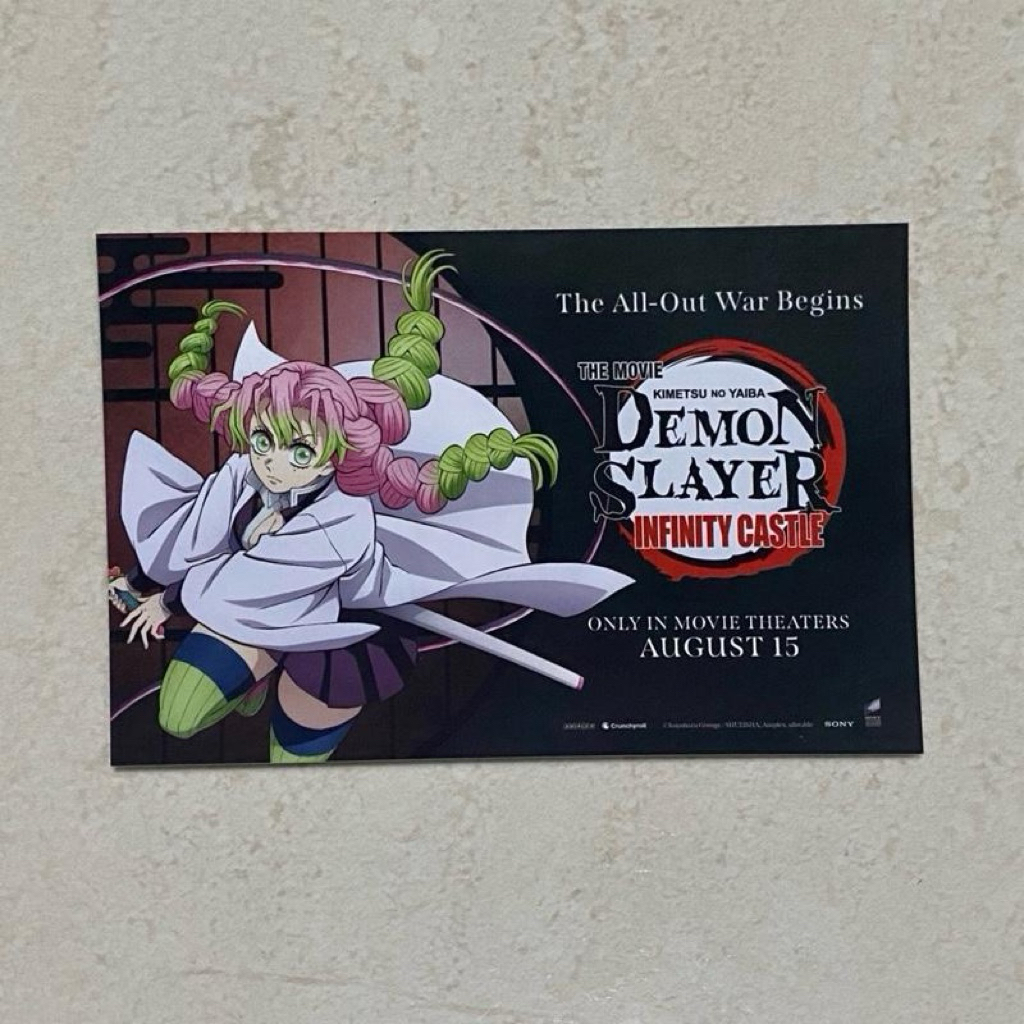 The All-Out War Begins
THE MOVIE
KIMETSU NO YAIBA
DEMON
SLAYER
INFINITY CASTLE
ONLY IN MOVIE THEATERS
AUGUST 15
Crunchyroll
SONY